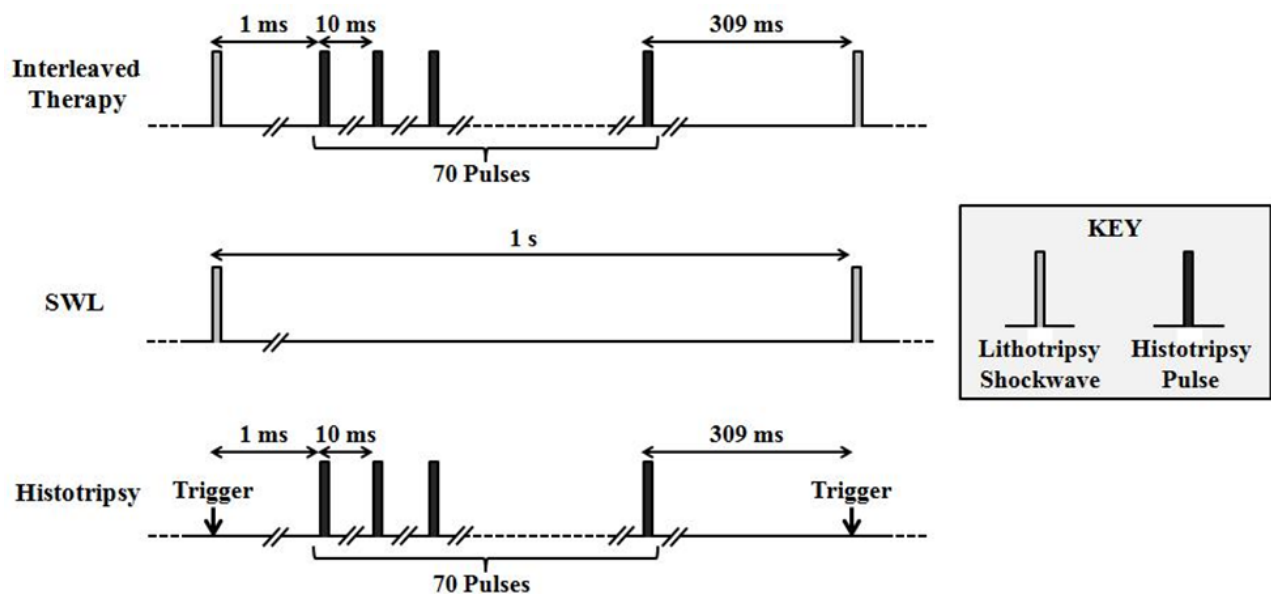 1 ms
10 ms
309 ms
Interleaved
Therapy
70 Pulses
1 s
SWL
KEY
Lithotripsy
Shockwave
Histotripsy
Pulse
1 ms
10 ms
309 ms
Histotripsy
Trigger
Trigger
70 Pulses